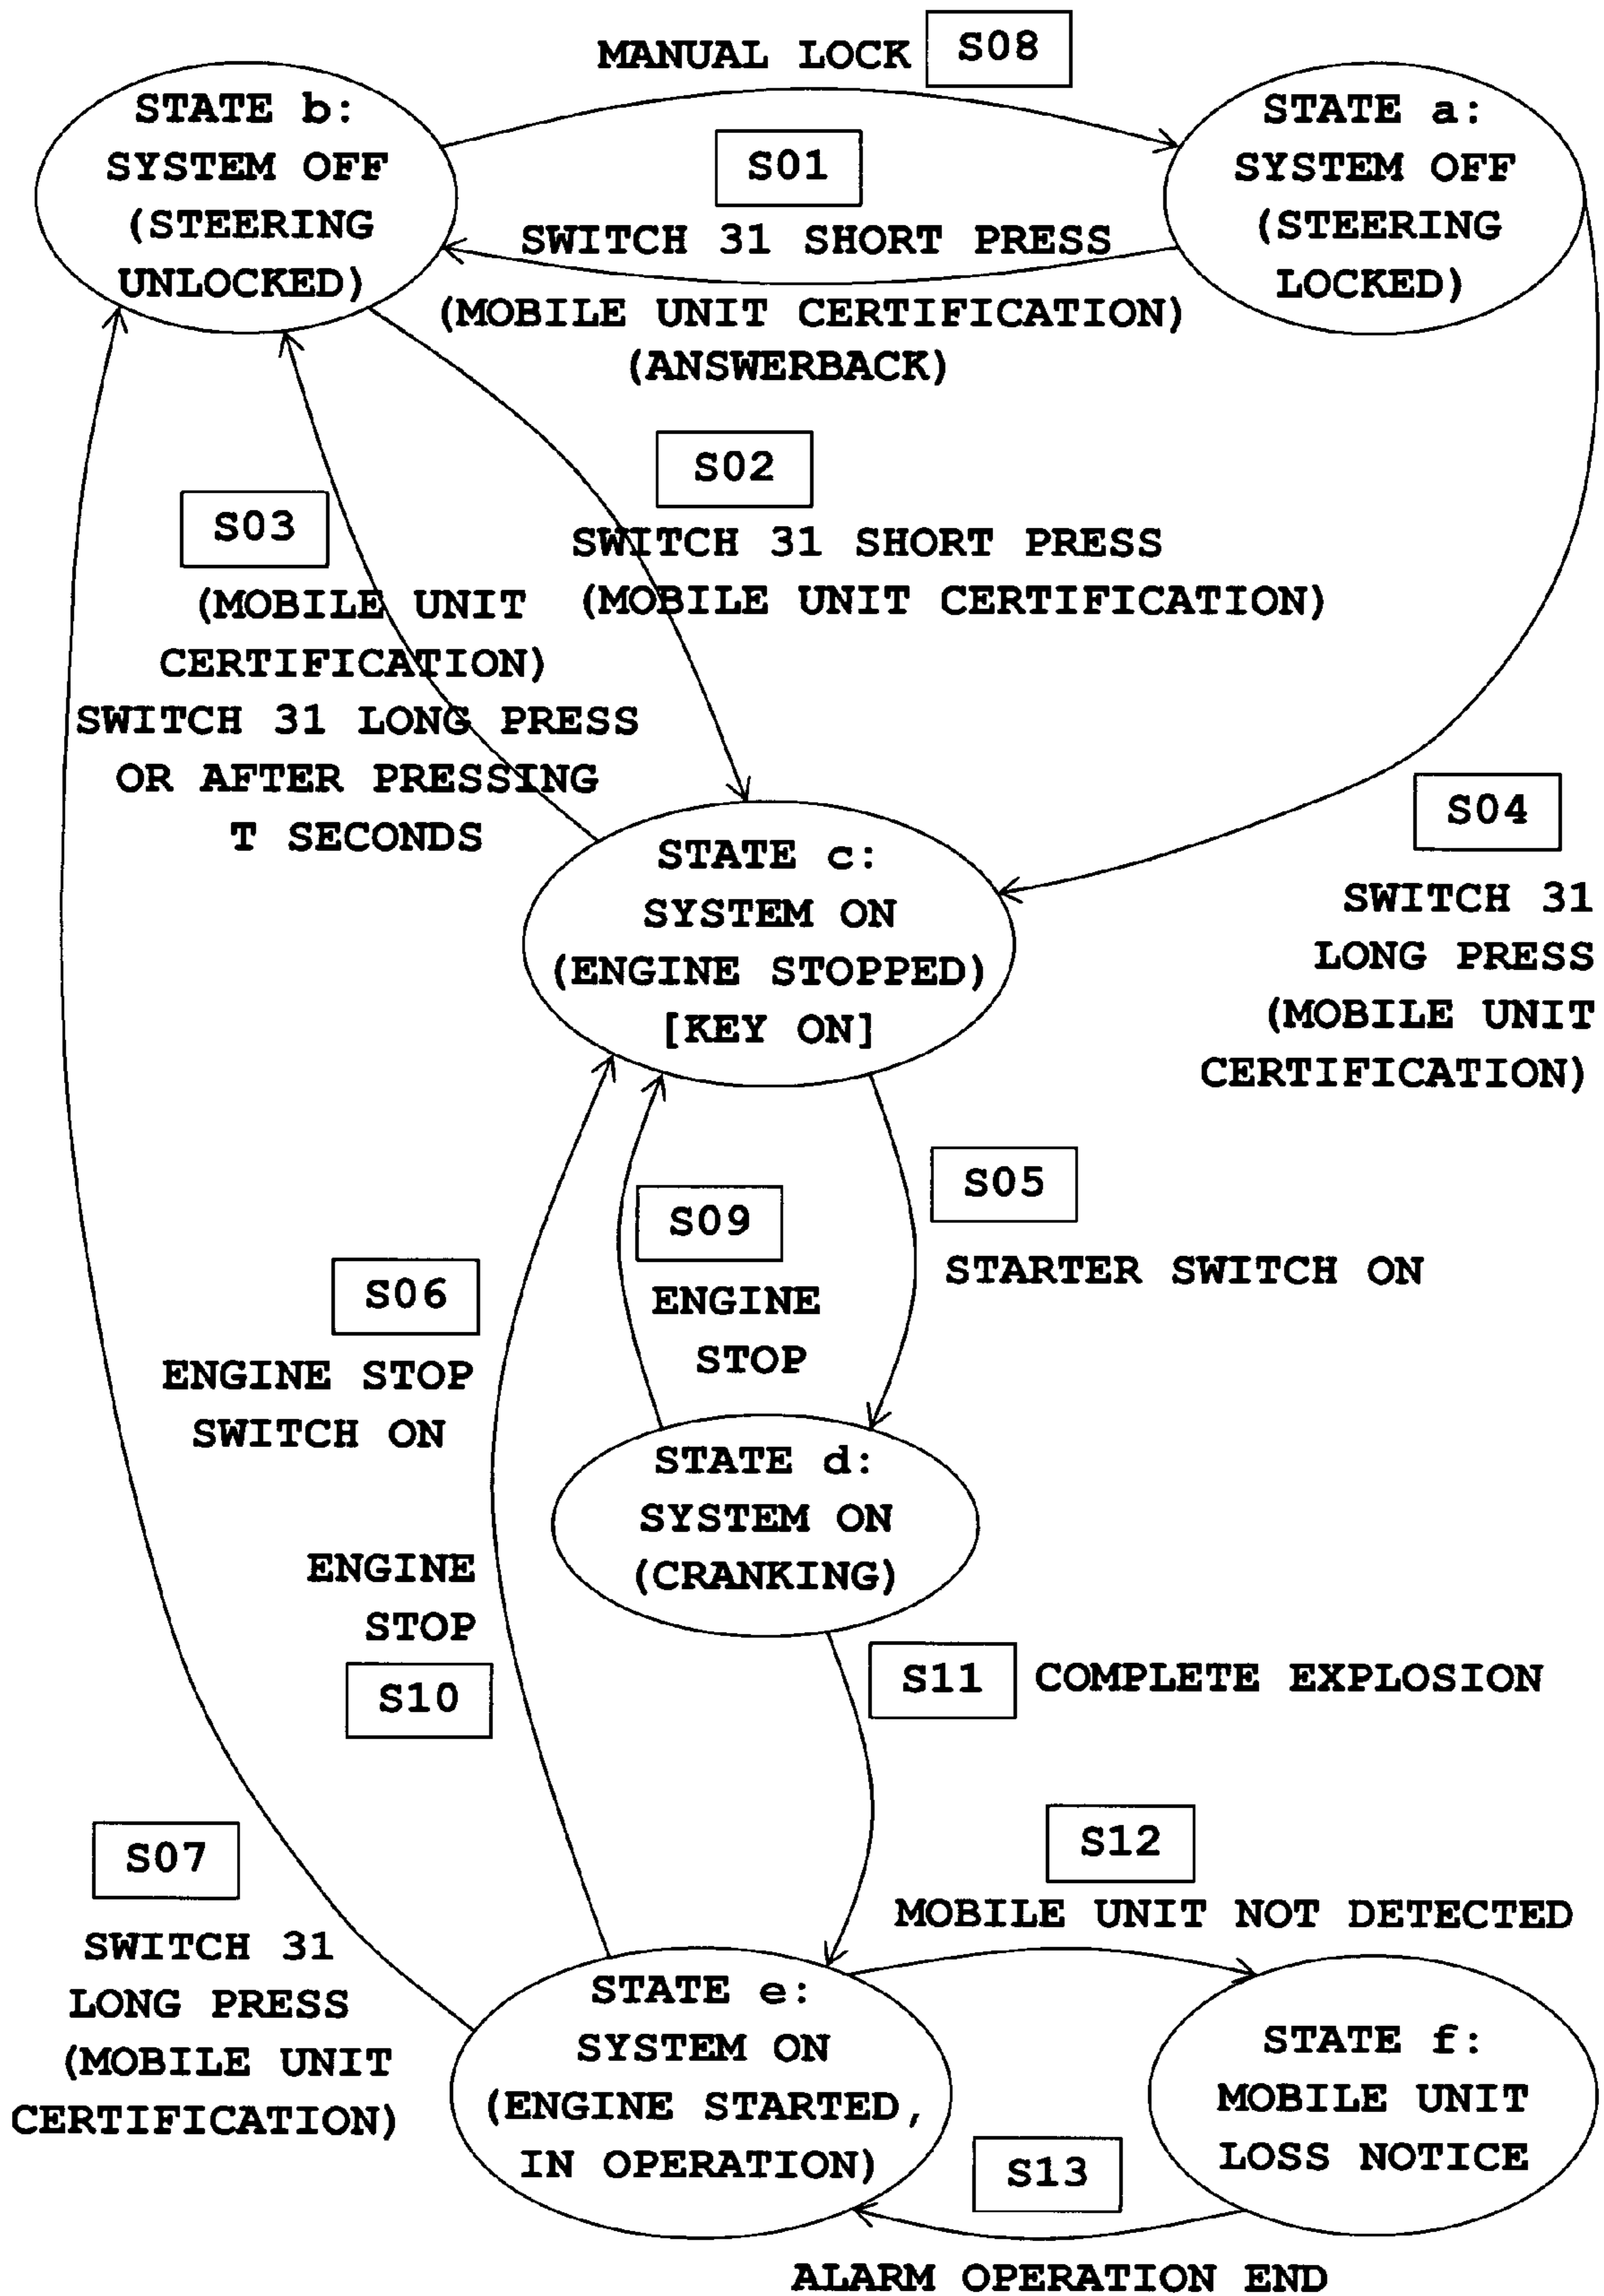 MANUAL LOCK S08
STATE b:
SYSTEM OFF
(STEERING
UNLOCKED)
STATE a:
SYSTEM OFF
(STEERING
LOCKED)
S01
SWITCH 31 SHORT PRESS
(MOBILE UNIT CERTIFICATION)
(ANSWERBACK)
S02
SWITCH 31 SHORT PRESS
(MOBILE UNIT CERTIFICATION)
S03
(MOBILE UNIT
CERTIFICATION)
SWITCH 31 LONG PRESS
OR AFTER PRESSING
T SECONDS
S04
SWITCH 31
LONG PRESS
(MOBILE UNIT
CERTIFICATION)
STATE c:
SYSTEM ON
(ENGINE STOPPED)
[KEY ON]
S05
STARTER SWITCH ON
S09
ENGINE
STOP
S06
ENGINE STOP
SWITCH ON
STATE d:
SYSTEM ON
(CRANKING)
ENGINE
STOP
S10
S11 COMPLETE EXPLOSION
S07
SWITCH 31
LONG PRESS
(MOBILE UNIT
CERTIFICATION)
S12
MOBILE UNIT NOT DETECTED
STATE e:
SYSTEM ON
(ENGINE STARTED,
IN OPERATION)
STATE f:
MOBILE UNIT
LOSS NOTICE
S13
ALARM OPERATION END